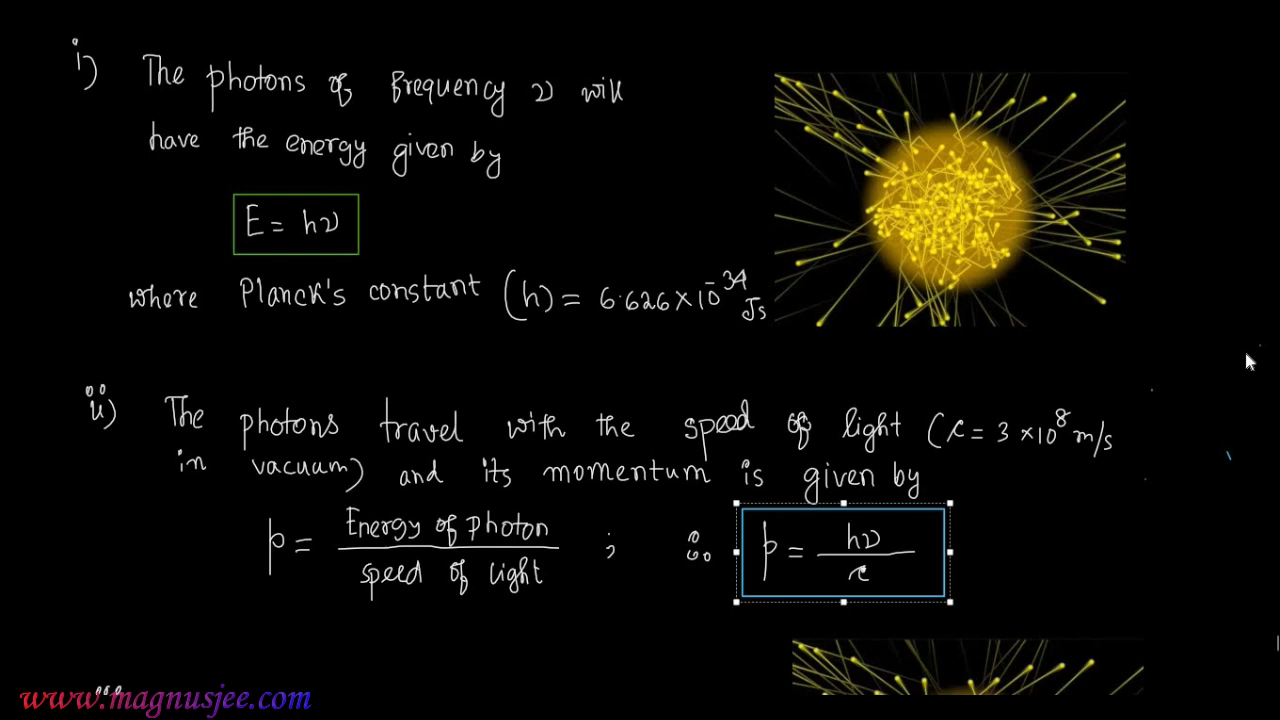 i) The photons of frequency ν will
have the energy given by
E = hν
where Planck's constant (h) = 6.626 × 10⁻³⁴ Js
ii) The photons travel with the speed of light (c = 3 × 10⁸ m/s
in vacuum) and its momentum is given by
p = Energy of photon / speed of light ; ∴ p = hν / c
www.magnusjee.com